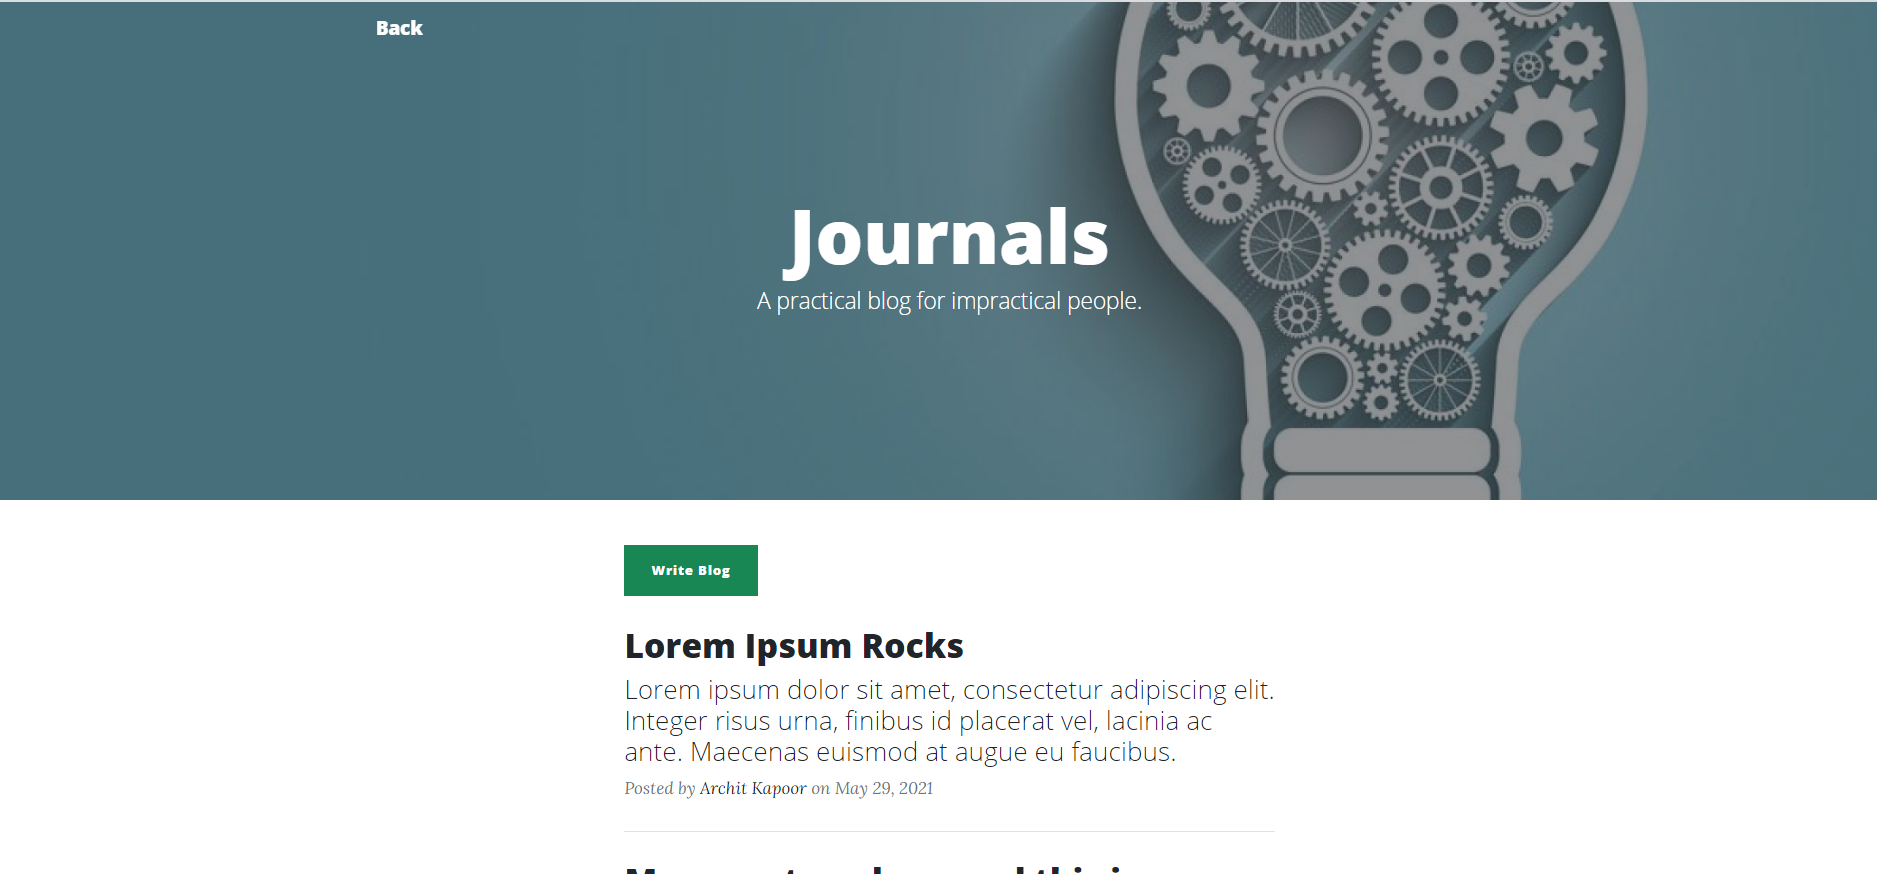 Back
Journals
A practical blog for impractical people.
Write Blog
Lorem Ipsum Rocks
Lorem ipsum dolor sit amet, consectetur adipiscing elit.
Integer risus urna, finibus id placerat vel, lacinia ac
ante. Maecenas euismod at augue eu faucibus.
Posted by Archit Kapoor on May 29, 2021